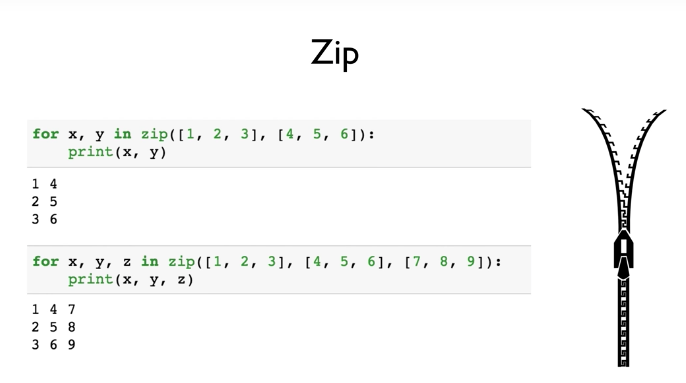 Zip
for x, y in zip([1, 2, 3], [4, 5, 6]):
    print(x, y)
1 4
2 5
3 6
for x, y, z in zip([1, 2, 3], [4, 5, 6], [7, 8, 9]):
    print(x, y, z)
1 4 7
2 5 8
3 6 9